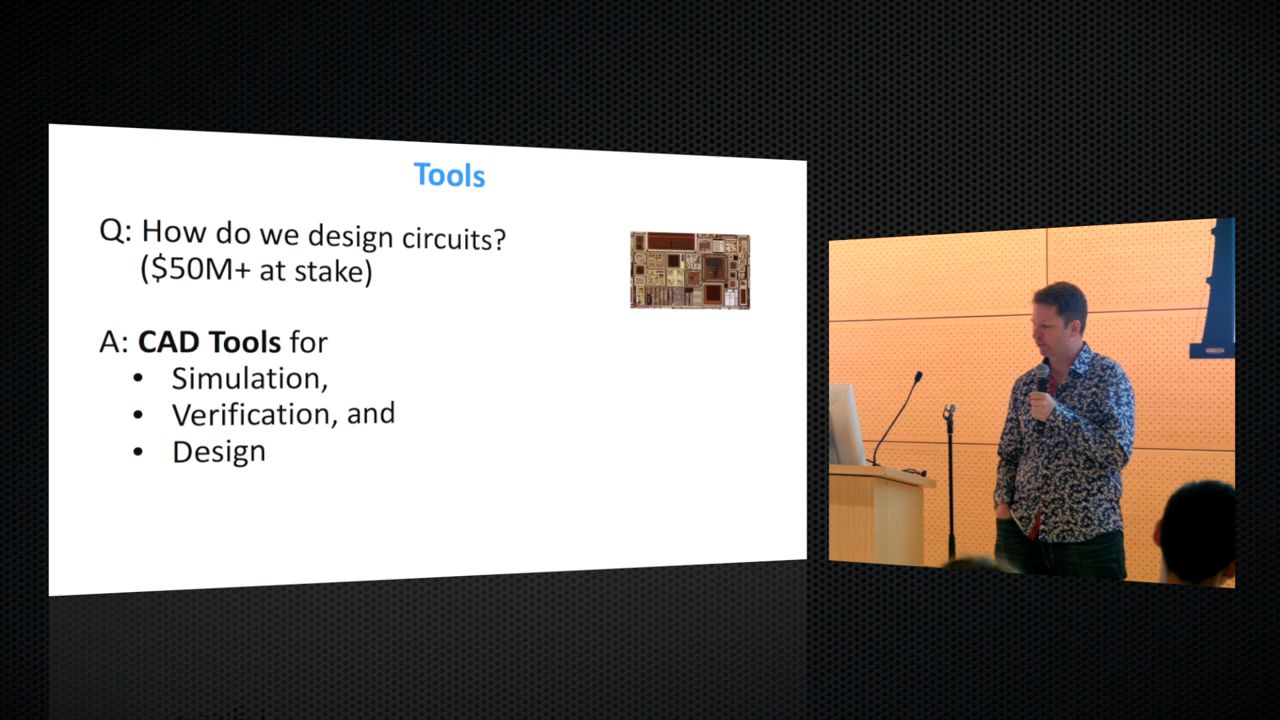 Tools
Q: How do we design circuits?
($50M+ at stake)
A: CAD Tools for
• Simulation,
• Verification, and
• Design